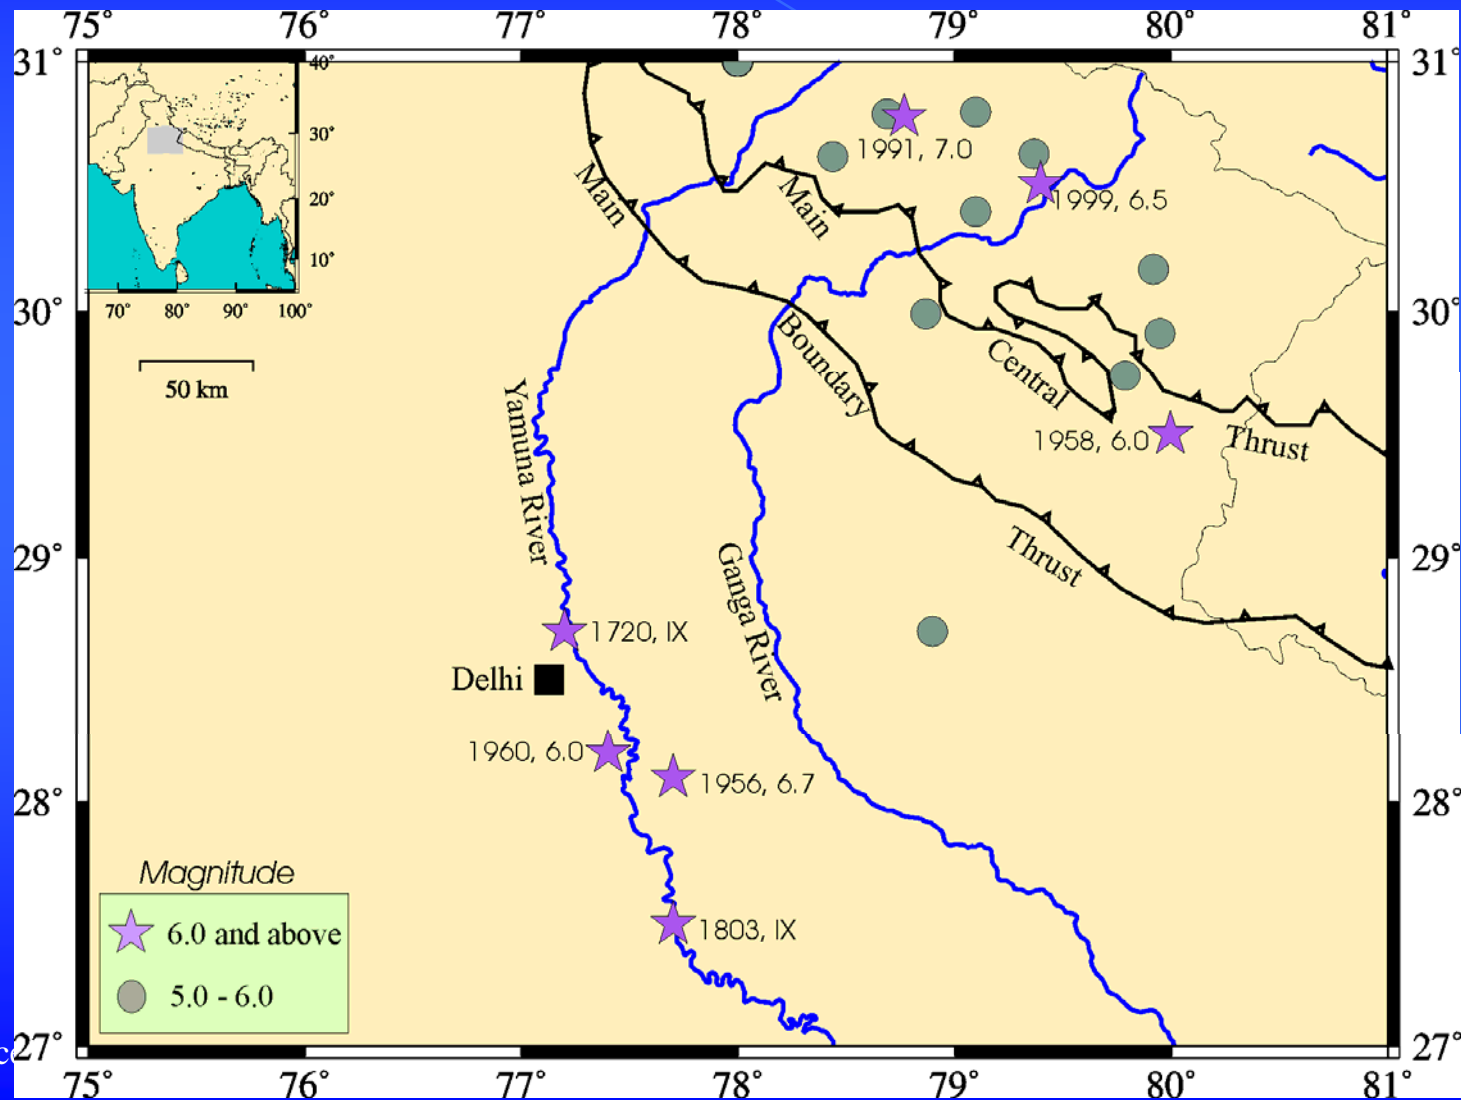 75° 76° 77° 78° 79° 80° 81°
31° 31°
40°
30°
20°
10°
70° 80° 90° 100°
50 km
1991, 7.0
1999, 6.5
Main
Main
30° 30°
Boundary
Central
1958, 6.0
Thrust
Yamuna River
Thrust
29° 29°
Ganga River
1720, IX
Delhi
1960, 6.0
1956, 6.7
28° 28°
Magnitude
6.0 and above
1803, IX
5.0 - 6.0
27° 27°
75° 76° 77° 78° 79° 80° 81°